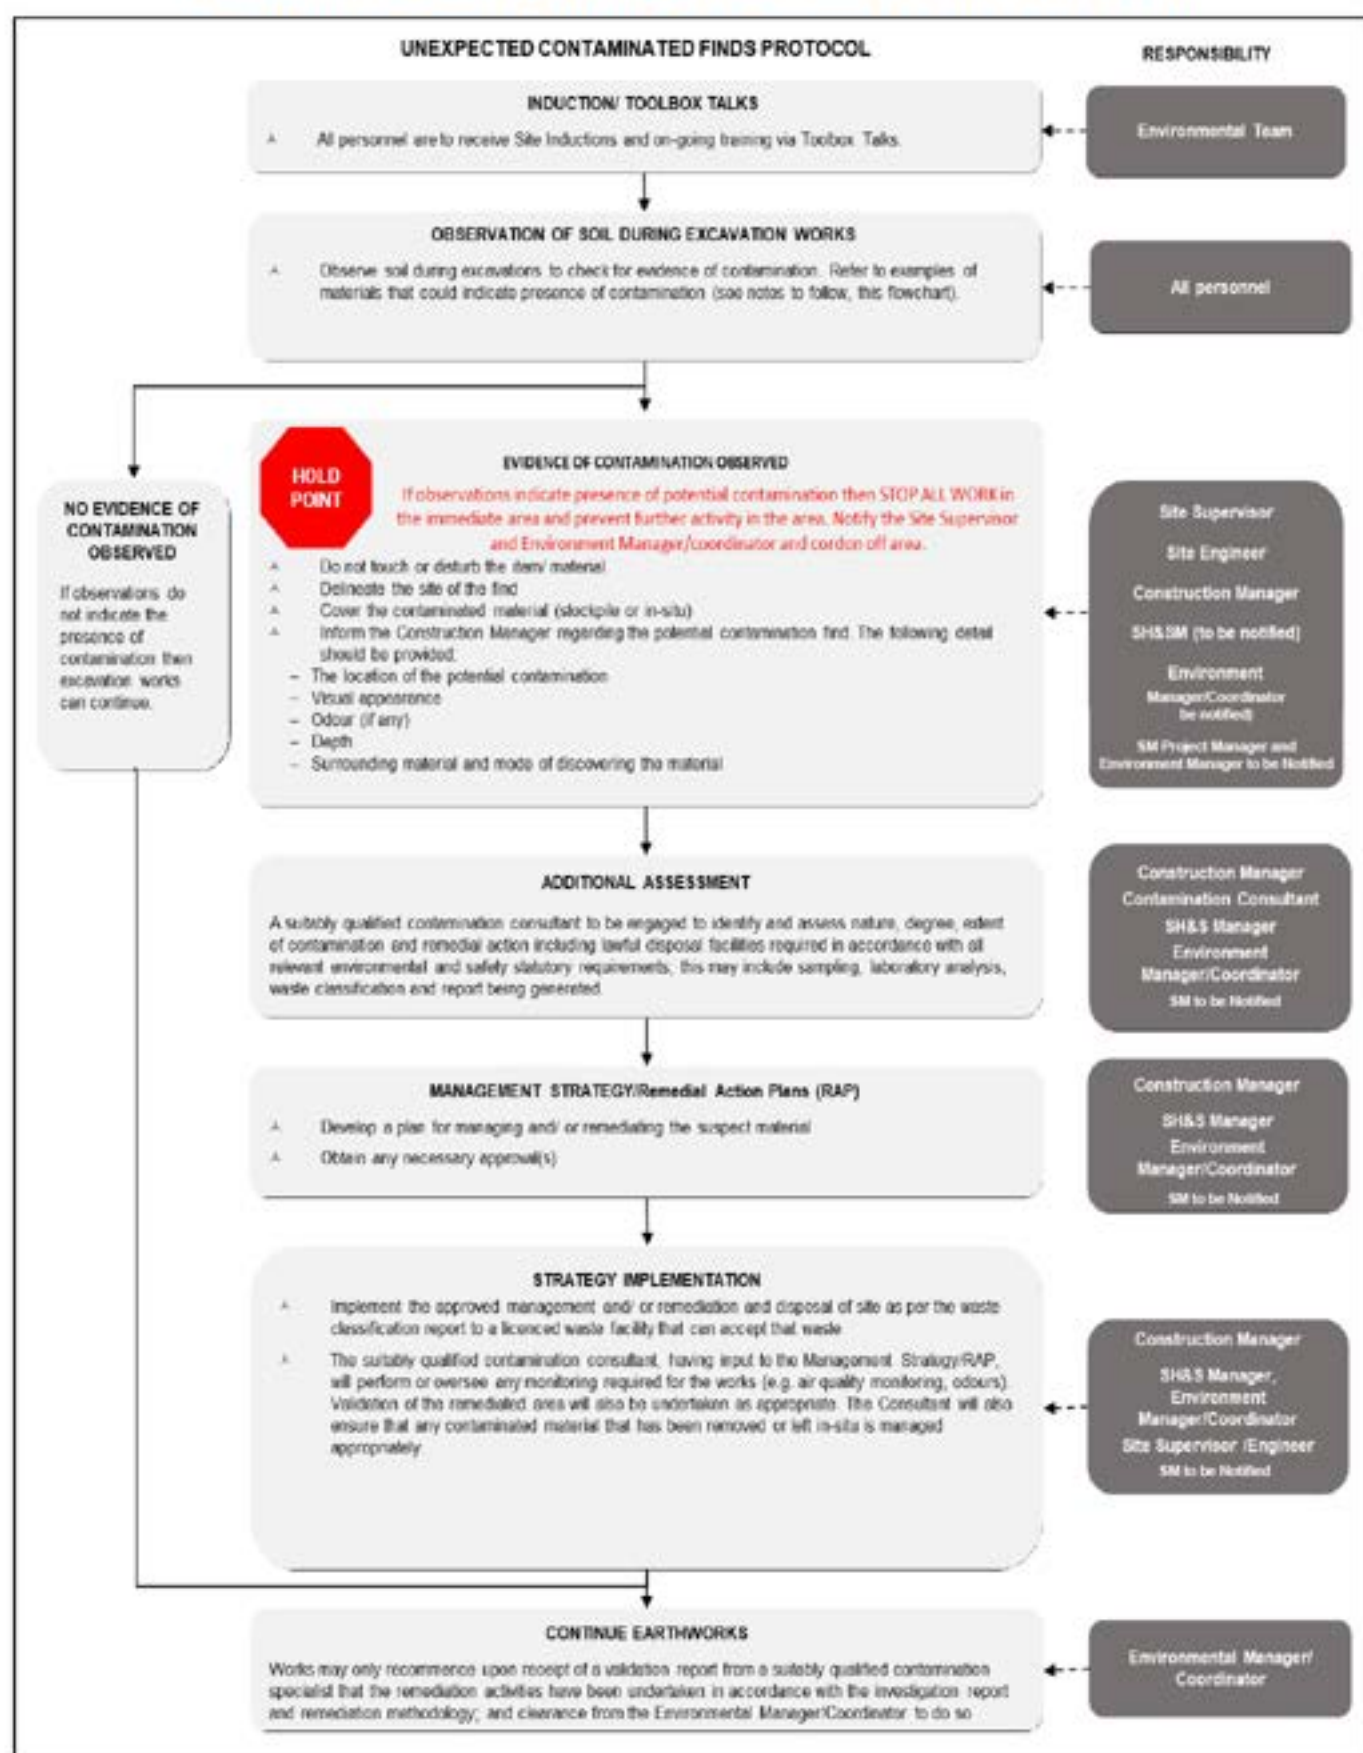 UNEXPECTED CONTAMINATED FINDS PROTOCOL
RESPONSIBILITY
INDUCTION/ TOOLBOX TALKS
All personnel are to receive Site Inductions and on-going training via Toolbox Talks.
Environmental Team
OBSERVATION OF SOIL DURING EXCAVATION WORKS
Observe soil during excavations to check for evidence of contamination. Refer to examples of
materials that could indicate presence of contamination (see notes to follow, this flowchart).
All personnel
NO EVIDENCE OF
CONTAMINATION
OBSERVED
If observations do
not indicate the
presence of
contamination then
excavation works
can continue.
HOLD
POINT
EVIDENCE OF CONTAMINATION OBSERVED
If observations indicate presence of potential contamination then STOP ALL WORK in
the immediate area and prevent further activity in the area. Notify the Site Supervisor
and Environment Manager/coordinator and cordon off area.
Do not touch or disturb the item/ material
Delineate the site of the find
Cover the contaminated material (stockpile or in-situ)
Inform the Construction Manager regarding the potential contamination find. The following detail
should be provided:
– The location of the potential contamination
– Visual appearance
– Odour (if any)
– Depth
– Surrounding material and mode of discovering the material
Site Supervisor
Site Engineer
Construction Manager
SH&SM (to be notified)
Environment
Manager/Coordinator
be notified)
SM Project Manager and
Environment Manager to be Notified
ADDITIONAL ASSESSMENT
A suitably qualified contamination consultant to be engaged to identify and assess nature, degree, extent
of contamination and remedial action including lawful disposal facilities required in accordance with all
relevant environmental and safety statutory requirements, this may include sampling, laboratory analysis,
waste classification and report being generated.
Construction Manager
Contamination Consultant
SH&S Manager
Environment
Manager/Coordinator
SM to be Notified
MANAGEMENT STRATEGY/Remedial Action Plans (RAP)
Develop a plan for managing and/ or remediating the suspect material
Obtain any necessary approval(s)
Construction Manager
SH&S Manager
Environment
Manager/Coordinator
SM to be Notified
STRATEGY IMPLEMENTATION
Implement the approved management and/ or remediation and disposal of site as per the waste
classification report to a licenced waste facility that can accept that waste
The suitably qualified contamination consultant, having input to the Management Strategy/RAP,
will perform or oversee any monitoring required for the works (e.g. air quality monitoring, odours).
Validation of the remediated area will also be undertaken as appropriate. The Consultant will also
ensure that any contaminated material that has been removed or left in-situ is managed
appropriately
Construction Manager
SH&S Manager,
Environment
Manager/Coordinator
Site Supervisor /Engineer
SM to be Notified
CONTINUE EARTHWORKS
Works may only recommence upon receipt of a validation report from a suitably qualified contamination
specialist that the remediation activities have been undertaken in accordance with the investigation report
and remediation methodology; and clearance from the Environmental Manager/Coordinator to do so
Environmental Manager/
Coordinator